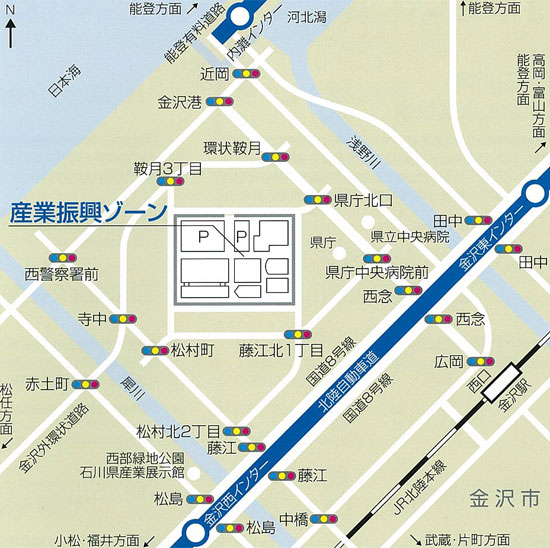 能登方面
能登方面
N
能登有料道路
河北潟
内灘インター
日本海
近岡
金沢港
高岡・富山方面
能登方面
環状鞍月
浅野川
鞍月3丁目
県庁北口
産業振興ゾーン
田中
P
P
県庁
県立中央病院
金沢東インター
田中
西警察署前
県庁中央病院前
西念
寺中
西念
松村町
藤江北1丁目
国道8号線
北陸自動車道
国道8号線
広岡
西口
金沢駅
赤土町
犀川
松任方面
金沢外環状道路
松村北2丁目
藤江
西部緑地公園
石川県産業展示館
金沢西インター
藤江
JR北陸本線
金沢市
松島
松島
中橋
小松・福井方面
武蔵・片町方面